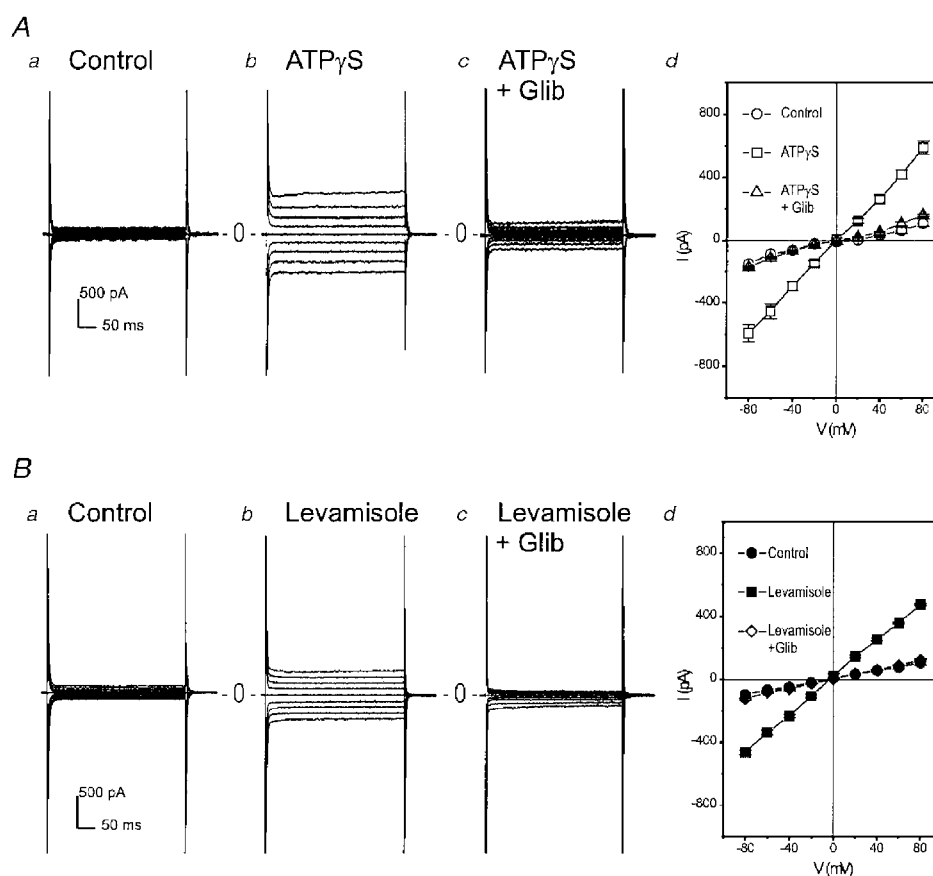 A
a Control b ATPγS c ATPγS + Glib d
500 pA
50 ms
0
0
800
400
0
-400
-800
I (pA)
Control
ATPγS
ATPγS + Glib
-80 -40 0 40 80
V (mV)
B
a Control b Levamisole c Levamisole + Glib d
500 pA
50 ms
0
0
800
400
0
-400
-800
I (pA)
Control
Levamisole
Levamisole +Glib
-80 -40 0 40 80
V (mV)